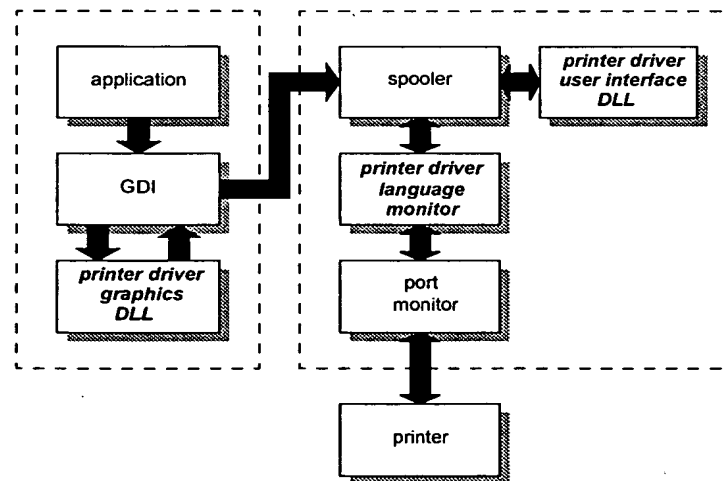 application
GDI
printer driver
graphics
DLL
spooler
printer driver
user interface
DLL
printer driver
language
monitor
port
monitor
printer